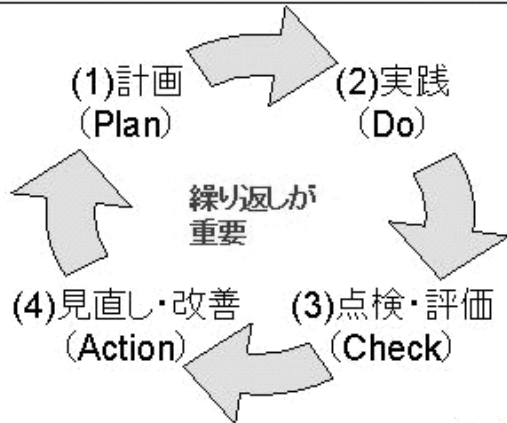 (1)計画
(Plan)
(2)実践
(Do)
繰り返しが
重要
(3)点検・評価
(Check)
(4)見直し・改善
(Action)